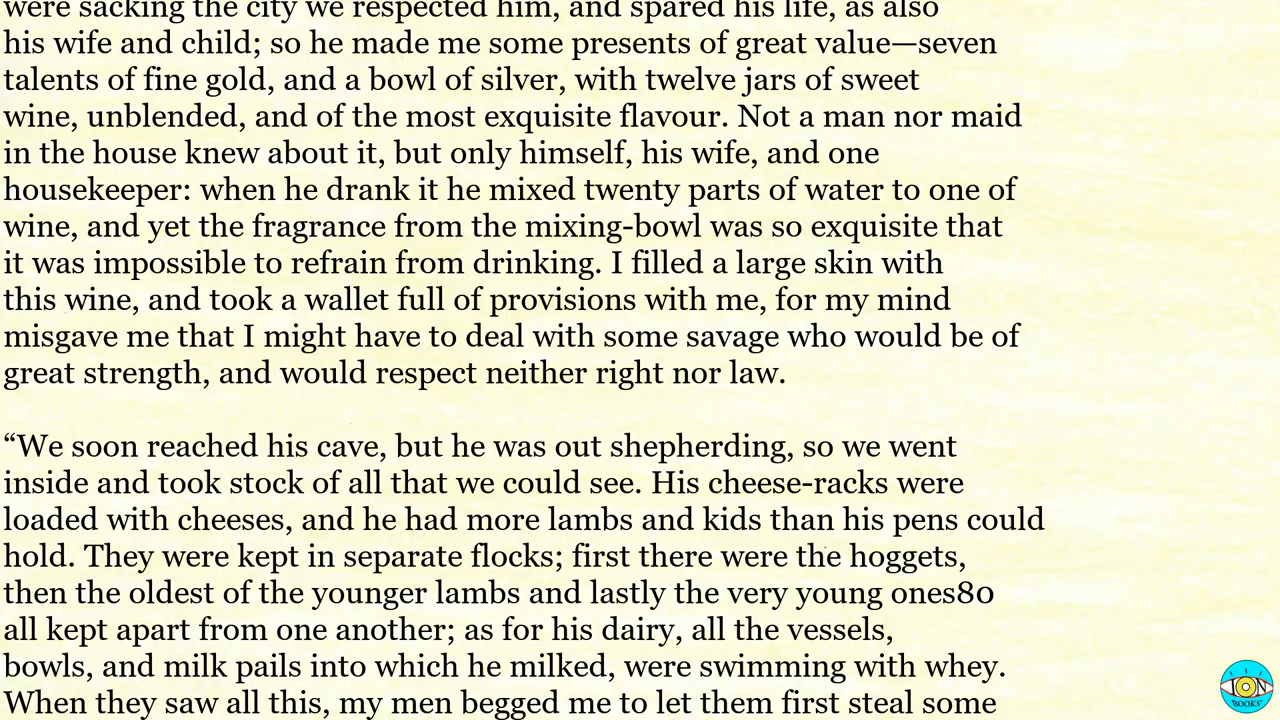 were sacking the city we respected him, and spared his life, as also
his wife and child; so he made me some presents of great value—seven
talents of fine gold, and a bowl of silver, with twelve jars of sweet
wine, unblended, and of the most exquisite flavour. Not a man nor maid
in the house knew about it, but only himself, his wife, and one
housekeeper: when he drank it he mixed twenty parts of water to one of
wine, and yet the fragrance from the mixing-bowl was so exquisite that
it was impossible to refrain from drinking. I filled a large skin with
this wine, and took a wallet full of provisions with me, for my mind
misgave me that I might have to deal with some savage who would be of
great strength, and would respect neither right nor law.
“We soon reached his cave, but he was out shepherding, so we went
inside and took stock of all that we could see. His cheese-racks were
loaded with cheeses, and he had more lambs and kids than his pens could
hold. They were kept in separate flocks; first there were the hoggets,
then the oldest of the younger lambs and lastly the very young ones80
all kept apart from one another; as for his dairy, all the vessels,
bowls, and milk pails into which he milked, were swimming with whey.
When they saw all this, my men begged me to let them first steal some
ION
BOOKS